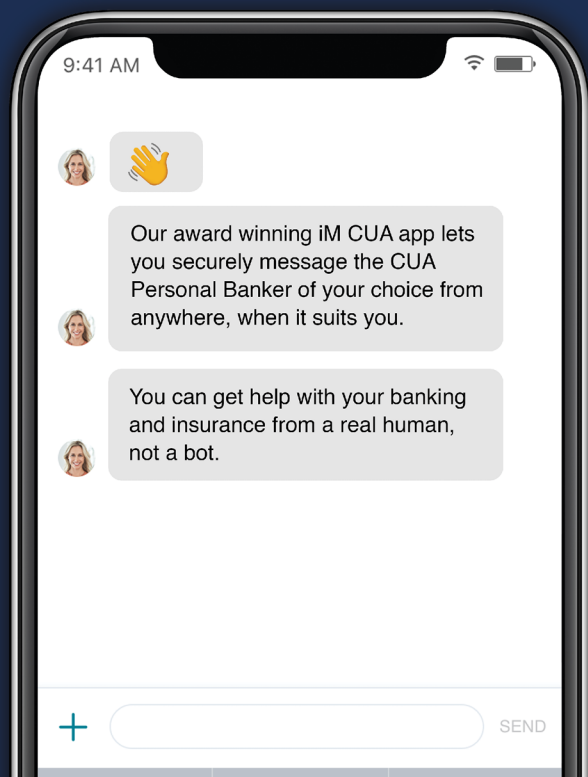 9:41 AM
👋
Our award winning iM CUA app lets
you securely message the CUA
Personal Banker of your choice from
anywhere, when it suits you.
You can get help with your banking
and insurance from a real human,
not a bot.
SEND